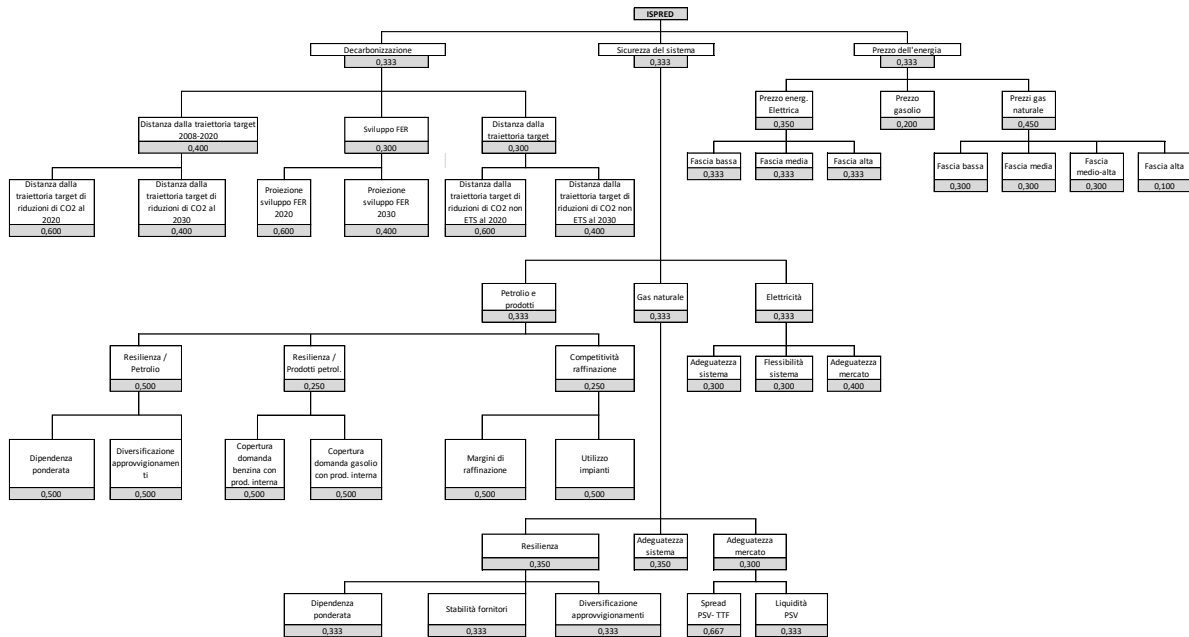 ISPRED
Decarbonizzazione
0,333
Sicurezza del sistema
0,333
Prezzo dell'energia
0,333
Distanza dalla traiettoria target
2008-2020
0,400
Sviluppo FER
0,300
Distanza dalla
traiettoria target
0,300
Prezzo energ.
Elettrica
0,350
Prezzo
gasolio
0,200
Prezzi gas
naturale
0,450
Fascia bassa
0,333
Fascia media
0,333
Fascia alta
0,333
Fascia bassa
0,300
Fascia media
0,300
Fascia
medio-alta
0,300
Fascia alta
0,100
Distanza dalla
traiettoria target di
riduzioni di CO2 al
2020
0,600
Distanza dalla
traiettoria target di
riduzioni di CO2 al
2030
0,400
Proiezione
sviluppo FER
2020
0,600
Proiezione
sviluppo FER
2030
0,400
Distanza dalla
traiettoria target di
riduzioni di CO2 non
ETS al 2020
0,600
Distanza dalla
traiettoria target di
riduzioni di CO2 non
ETS al 2030
0,400
Petrolio e
prodotti
0,333
Gas naturale
0,333
Elettricità
0,333
Resilienza /
Petrolio
0,500
Resilienza /
Prodotti petrol.
0,250
Competitività
raffinazione
0,250
Adeguatezza
sistema
0,300
Flessibilità
sistema
0,300
Adeguatezza
mercato
0,400
Dipendenza
ponderata
0,500
Diversificazione
approvvigionamen
ti
0,500
Copertura
domanda
benzina con
prod. interna
0,500
Copertura
domanda gasolio
con prod. interna
0,500
Margini di
raffinazione
0,500
Utilizzo
impianti
0,500
Resilienza
0,350
Adeguatezza
sistema
0,350
Adeguatezza
mercato
0,300
Dipendenza
ponderata
0,333
Stabilità fornitori
0,333
Diversificazione
approvvigionamenti
0,333
Spread
PSV- TTF
0,667
Liquidità
PSV
0,333